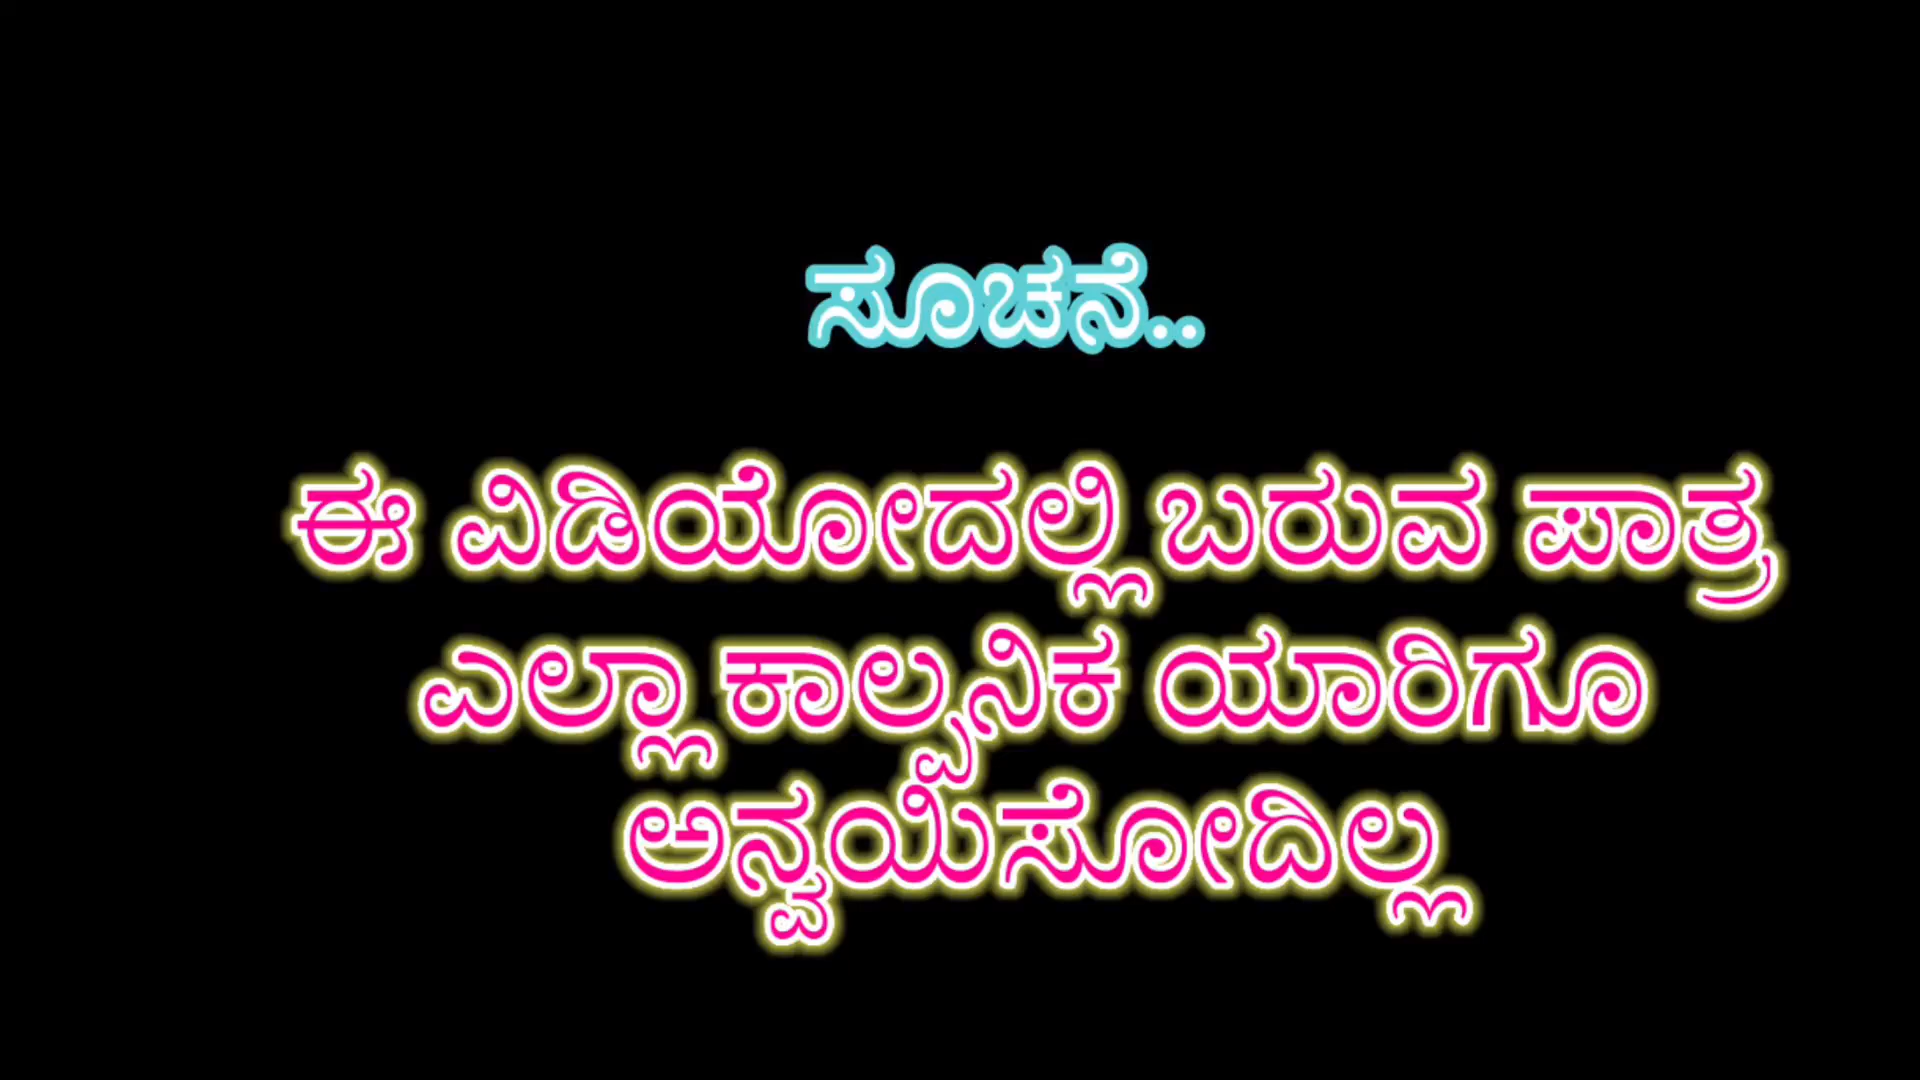 ಸೂಚನೆ..
ಈ ವಿಡಿಯೋದಲ್ಲಿ ಬರುವ ಪಾತ್ರ
ಎಲ್ಲಾ ಕಾಲ್ಪನಿಕ ಯಾರಿಗೂ
ಅನ್ವಯಿಸೋದಿಲ್ಲ